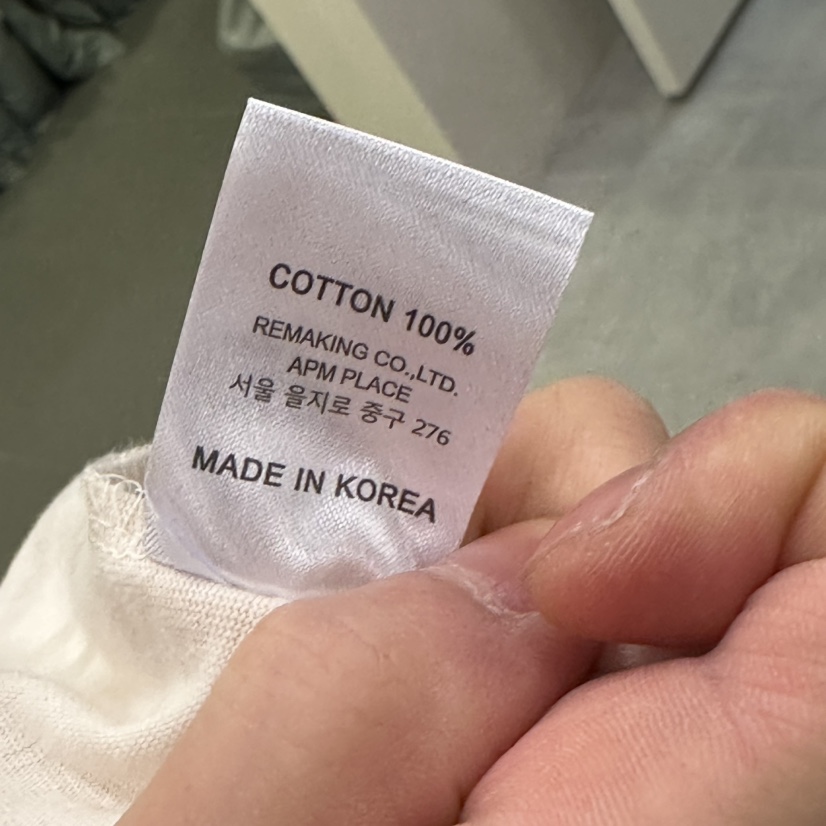 COTTON 100%
REMAKING CO.,LTD.
APM PLACE
서울 을지로 중구 276
MADE IN KOREA